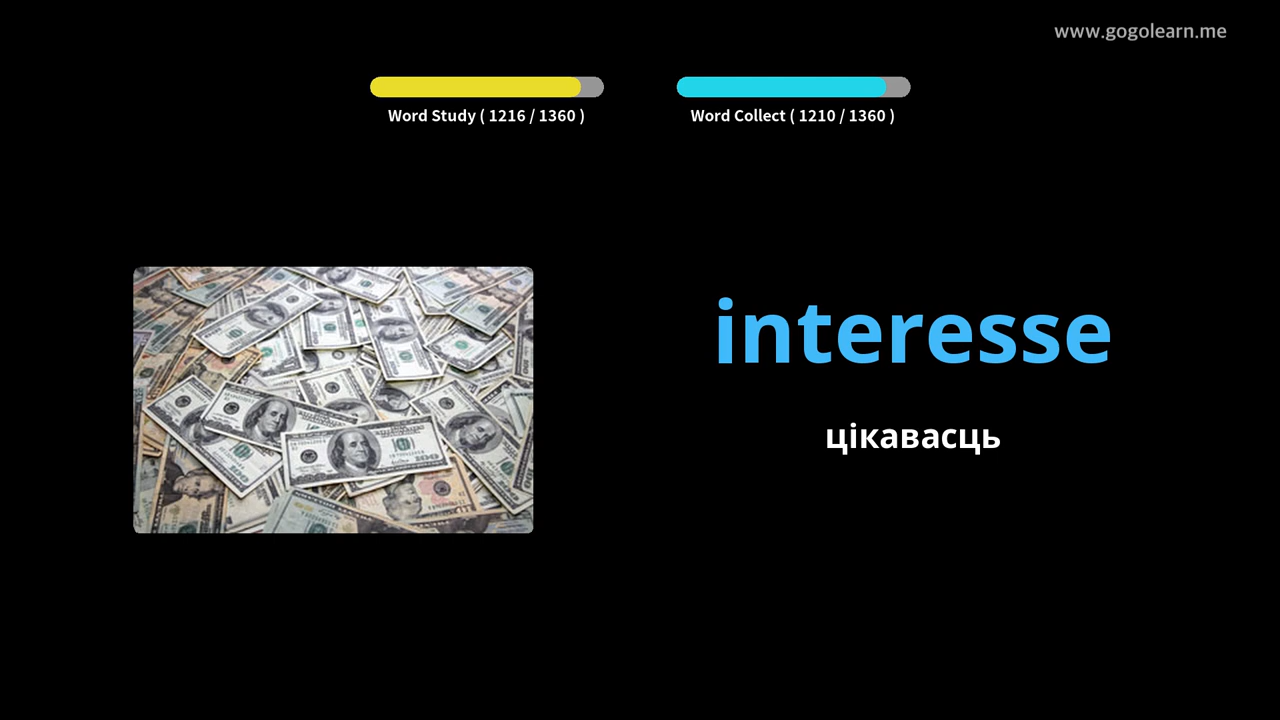 www.gogolearn.me
Word Study ( 1216 / 1360 )
Word Collect ( 1210 / 1360 )
interesse
цікавасць